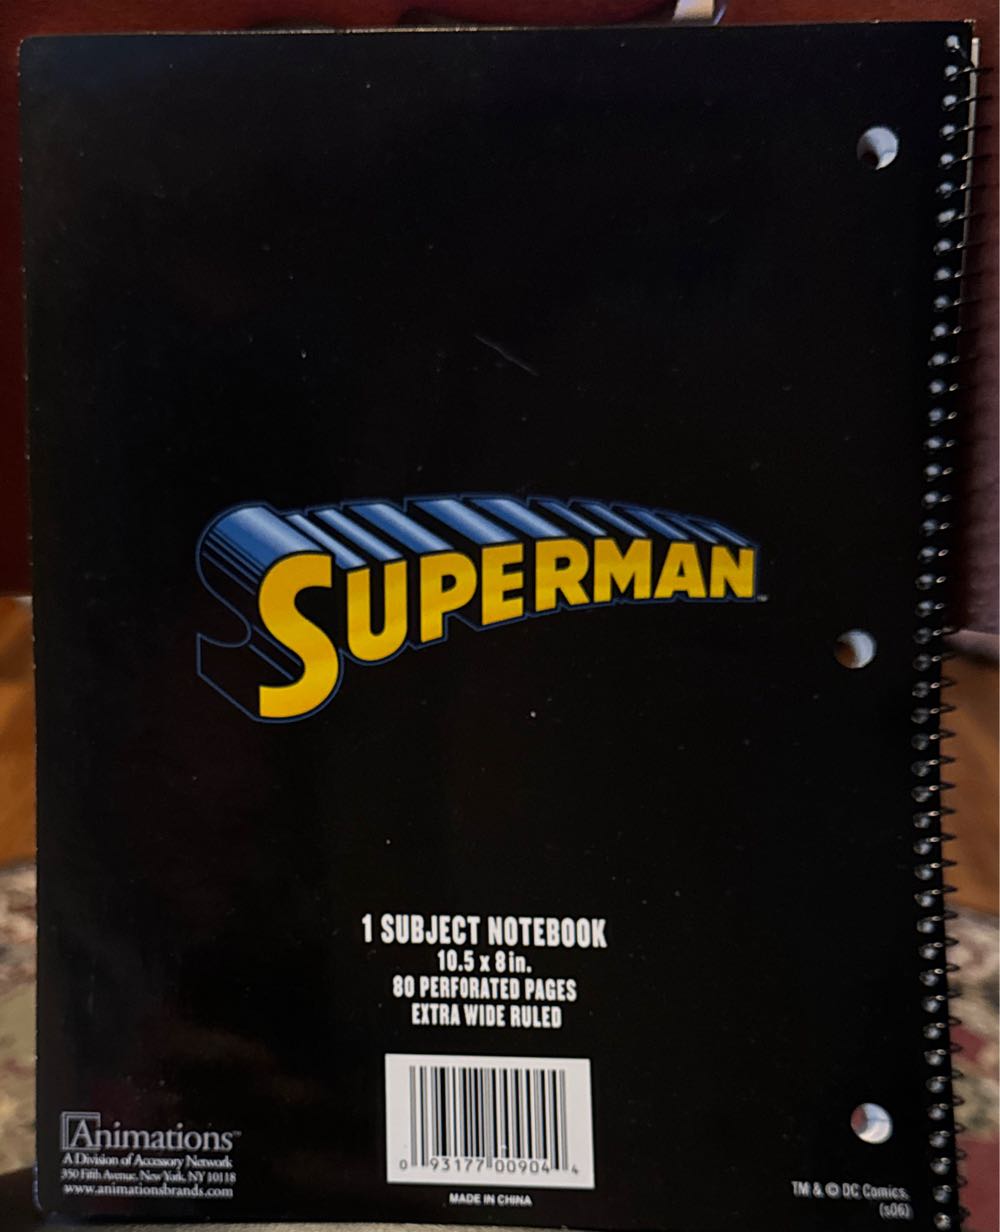 SUPERMAN™
1 SUBJECT NOTEBOOK
10.5 x 8 in.
80 PERFORATED PAGES
EXTRA WIDE RULED
0 93177 00904 4
MADE IN CHINA
Animations™
A Division of Accessory Network
350 Fifth Avenue, New York, NY 10118
www.animationsbrands.com
TM & © DC Comics.
(s06)